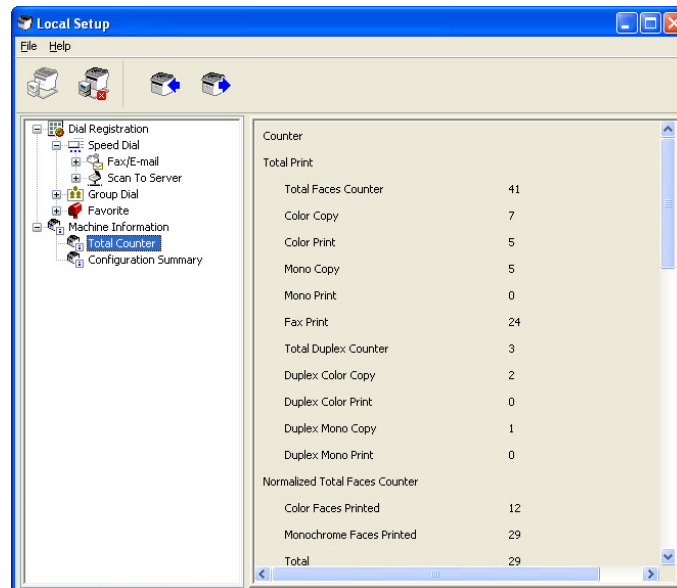 Local Setup
File Help
Dial Registration
Speed Dial
Fax/E-mail
Scan To Server
Group Dial
Favorite
Machine Information
Total Counter
Configuration Summary
Counter
Total Print
Total Faces Counter 41
Color Copy 7
Color Print 5
Mono Copy 5
Mono Print 0
Fax Print 24
Total Duplex Counter 3
Duplex Color Copy 2
Duplex Color Print 0
Duplex Mono Copy 1
Duplex Mono Print 0
Normalized Total Faces Counter
Color Faces Printed 12
Monochrome Faces Printed 29
Total 29